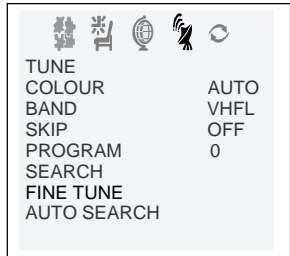 TUNE
COLOUR AUTO
BAND VHFL
SKIP OFF
PROGRAM 0
SEARCH
FINE TUNE
AUTO SEARCH